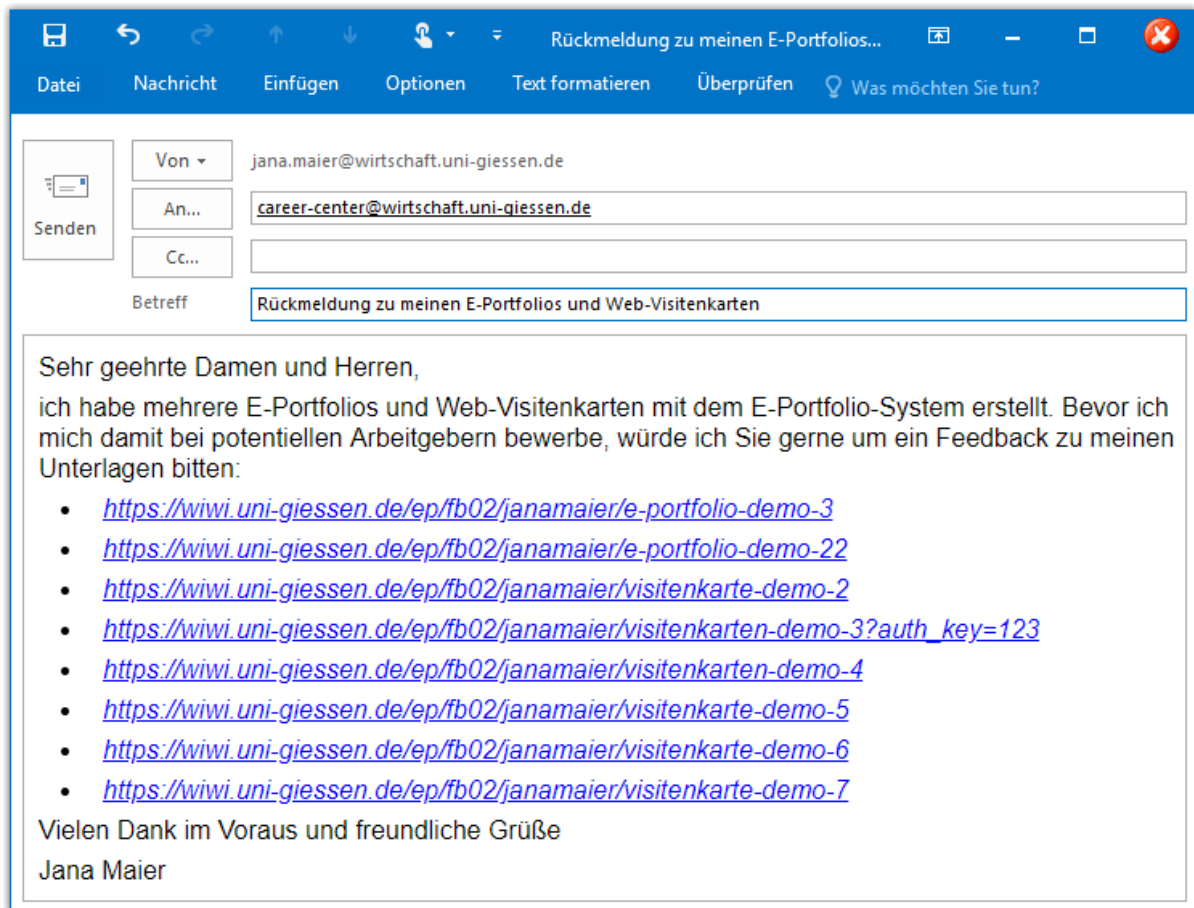 Rückmeldung zu meinen E-Portfolios...
Datei Nachricht Einfügen Optionen Text formatieren Überprüfen Was möchten Sie tun?
Senden
Von jana.maier@wirtschaft.uni-giessen.de
An... career-center@wirtschaft.uni-giessen.de
Cc...
Betreff Rückmeldung zu meinen E-Portfolios und Web-Visitenkarten
Sehr geehrte Damen und Herren,
ich habe mehrere E-Portfolios und Web-Visitenkarten mit dem E-Portfolio-System erstellt. Bevor ich
mich damit bei potentiellen Arbeitgebern bewerbe, würde ich Sie gerne um ein Feedback zu meinen
Unterlagen bitten:
• https://wiwi.uni-giessen.de/ep/fb02/janamaier/e-portfolio-demo-3
• https://wiwi.uni-giessen.de/ep/fb02/janamaier/e-portfolio-demo-22
• https://wiwi.uni-giessen.de/ep/fb02/janamaier/visitenkarte-demo-2
• https://wiwi.uni-giessen.de/ep/fb02/janamaier/visitenkarten-demo-3?auth_key=123
• https://wiwi.uni-giessen.de/ep/fb02/janamaier/visitenkarten-demo-4
• https://wiwi.uni-giessen.de/ep/fb02/janamaier/visitenkarte-demo-5
• https://wiwi.uni-giessen.de/ep/fb02/janamaier/visitenkarte-demo-6
• https://wiwi.uni-giessen.de/ep/fb02/janamaier/visitenkarte-demo-7
Vielen Dank im Voraus und freundliche Grüße
Jana Maier